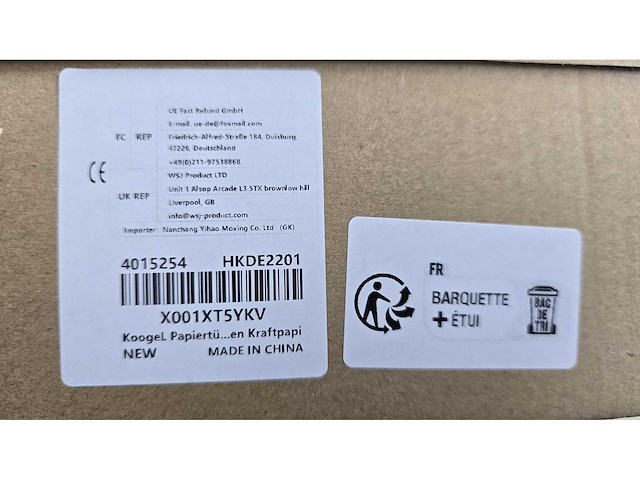 UE Fast Refund GmbH
E-mail: ue-de@foxmail.com
EC REP
Friedrich-Alfred-Straße 184, Duisburg,
47226, Deutschland
+49(0)211-97538868
CE
WSJ Product LTD
UK REP
Unit 1 Alsop Arcade L3 5TX brownlow hill
Liverpool, GB
info@wsj-product.com
Importer: Nanchang Yihao Moxing Co. Ltd (GK)
4015254 HKDE2201
X001XT5YKV
KoogeL Papiertü...en Kraftpapi
NEW MADE IN CHINA
FR
BARQUETTE
+ ÉTUI
BAC
DE
TRI